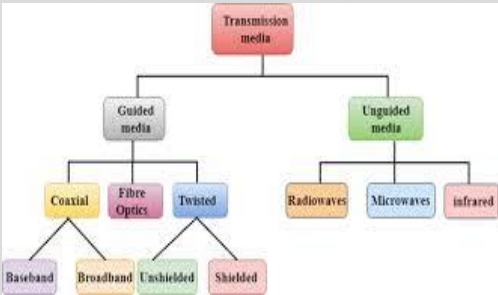 Transmission
media
Guided
media
Unguided
media
Coaxial
Fibre
Optics
Twisted
Radiowaves
Microwaves
infrared
Baseband
Broadband
Unshielded
Shielded